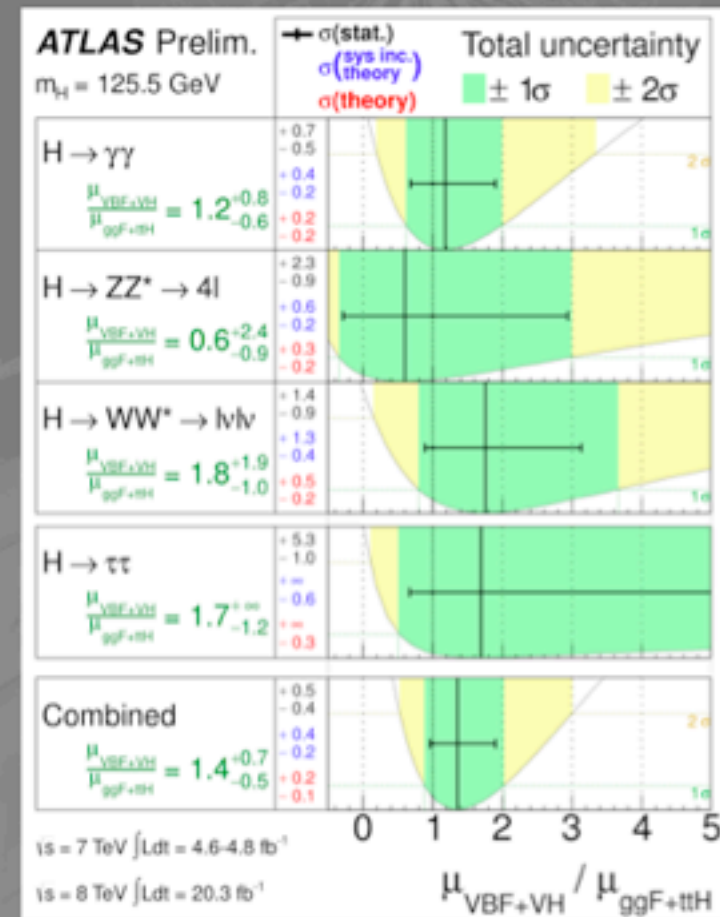 ATLAS Prelim.
m_H = 125.5 GeV
σ(stat.)
σ(sys inc. theory)
σ(theory)
Total uncertainty
± 1σ ± 2σ
H → γγ
μ_VBF+VH / μ_ggF+ttH = 1.2 +0.8 -0.6
+ 0.7
- 0.5
+ 0.4
- 0.2
+ 0.2
- 0.2
2σ
1σ
H → ZZ* → 4l
μ_VBF+VH / μ_ggF+ttH = 0.6 +2.4 -0.9
+ 2.3
- 0.9
+ 0.6
- 0.2
+ 0.3
- 0.2
1σ
H → WW* → lνlν
μ_VBF+VH / μ_ggF+ttH = 1.8 +1.9 -1.0
+ 1.4
- 0.9
+ 1.3
- 0.4
+ 0.5
- 0.2
1σ
H → ττ
μ_VBF+VH / μ_ggF+ttH = 1.7 +∞ -1.2
+ 5.3
- 1.0
+ ∞
- 0.6
+ ∞
- 0.3
Combined
μ_VBF+VH / μ_ggF+ttH = 1.4 +0.7 -0.5
+ 0.5
- 0.4
+ 0.4
- 0.2
+ 0.2
- 0.1
2σ
1σ
0 1 2 3 4 5
√s = 7 TeV ∫Ldt = 4.6-4.8 fb⁻¹
√s = 8 TeV ∫Ldt = 20.3 fb⁻¹
μ_VBF+VH / μ_ggF+ttH